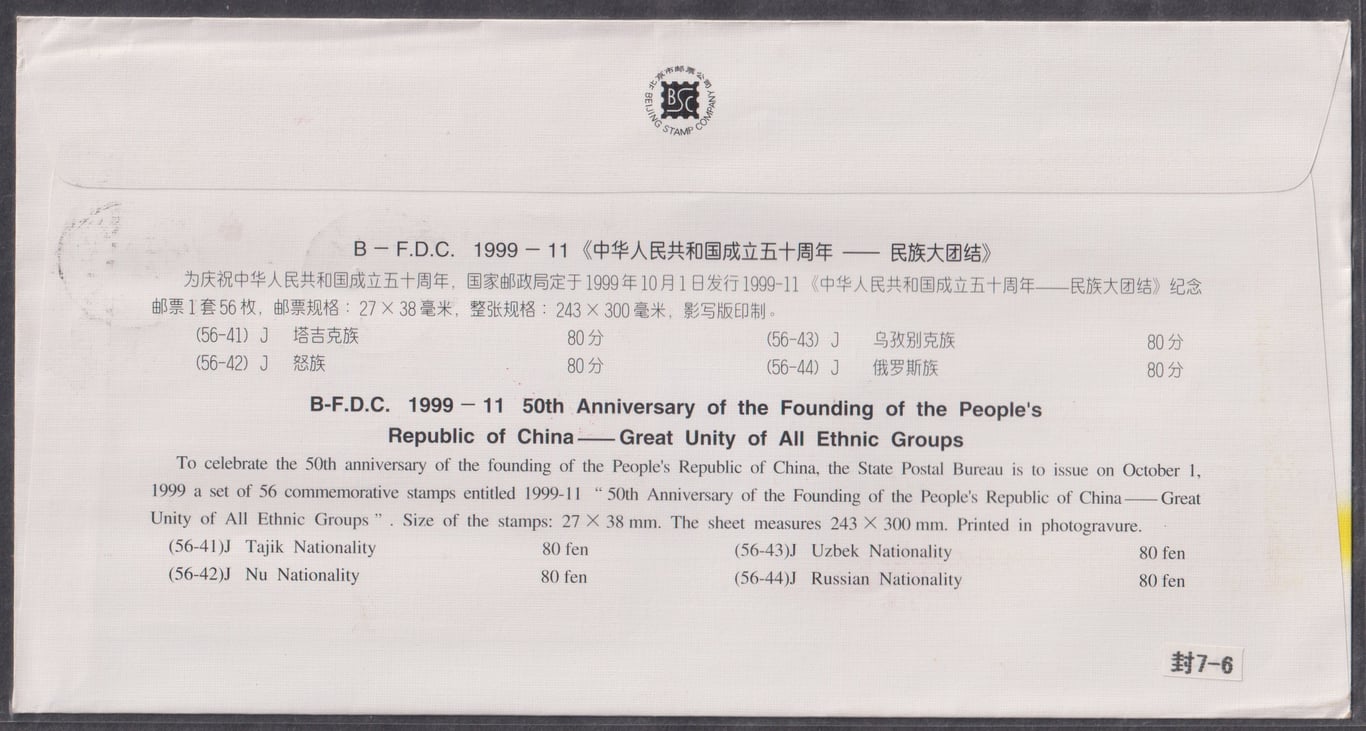 北京市邮票公司
BSC
BEIJING STAMP COMPANY
B － F.D.C. 1999 － 11 《中华人民共和国成立五十周年 —— 民族大团结》
为庆祝中华人民共和国成立五十周年，国家邮政局定于1999年10月1日发行1999-11《中华人民共和国成立五十周年——民族大团结》纪念
邮票1套56枚，邮票规格：27×38毫米，整张规格：243×300毫米，影写版印制。
(56-41) J 塔吉克族 80分 (56-43) J 乌孜别克族 80分
(56-42) J 怒族 80分 (56-44) J 俄罗斯族 80分
B-F.D.C. 1999 － 11 50th Anniversary of the Founding of the People's
Republic of China —— Great Unity of All Ethnic Groups
To celebrate the 50th anniversary of the founding of the People's Republic of China, the State Postal Bureau is to issue on October 1,
1999 a set of 56 commemorative stamps entitled 1999-11 “ 50th Anniversary of the Founding of the People's Republic of China —— Great
Unity of All Ethnic Groups ” . Size of the stamps: 27 × 38 mm. The sheet measures 243 × 300 mm. Printed in photogravure.
(56-41)J Tajik Nationality 80 fen (56-43)J Uzbek Nationality 80 fen
(56-42)J Nu Nationality 80 fen (56-44)J Russian Nationality 80 fen
封7-6